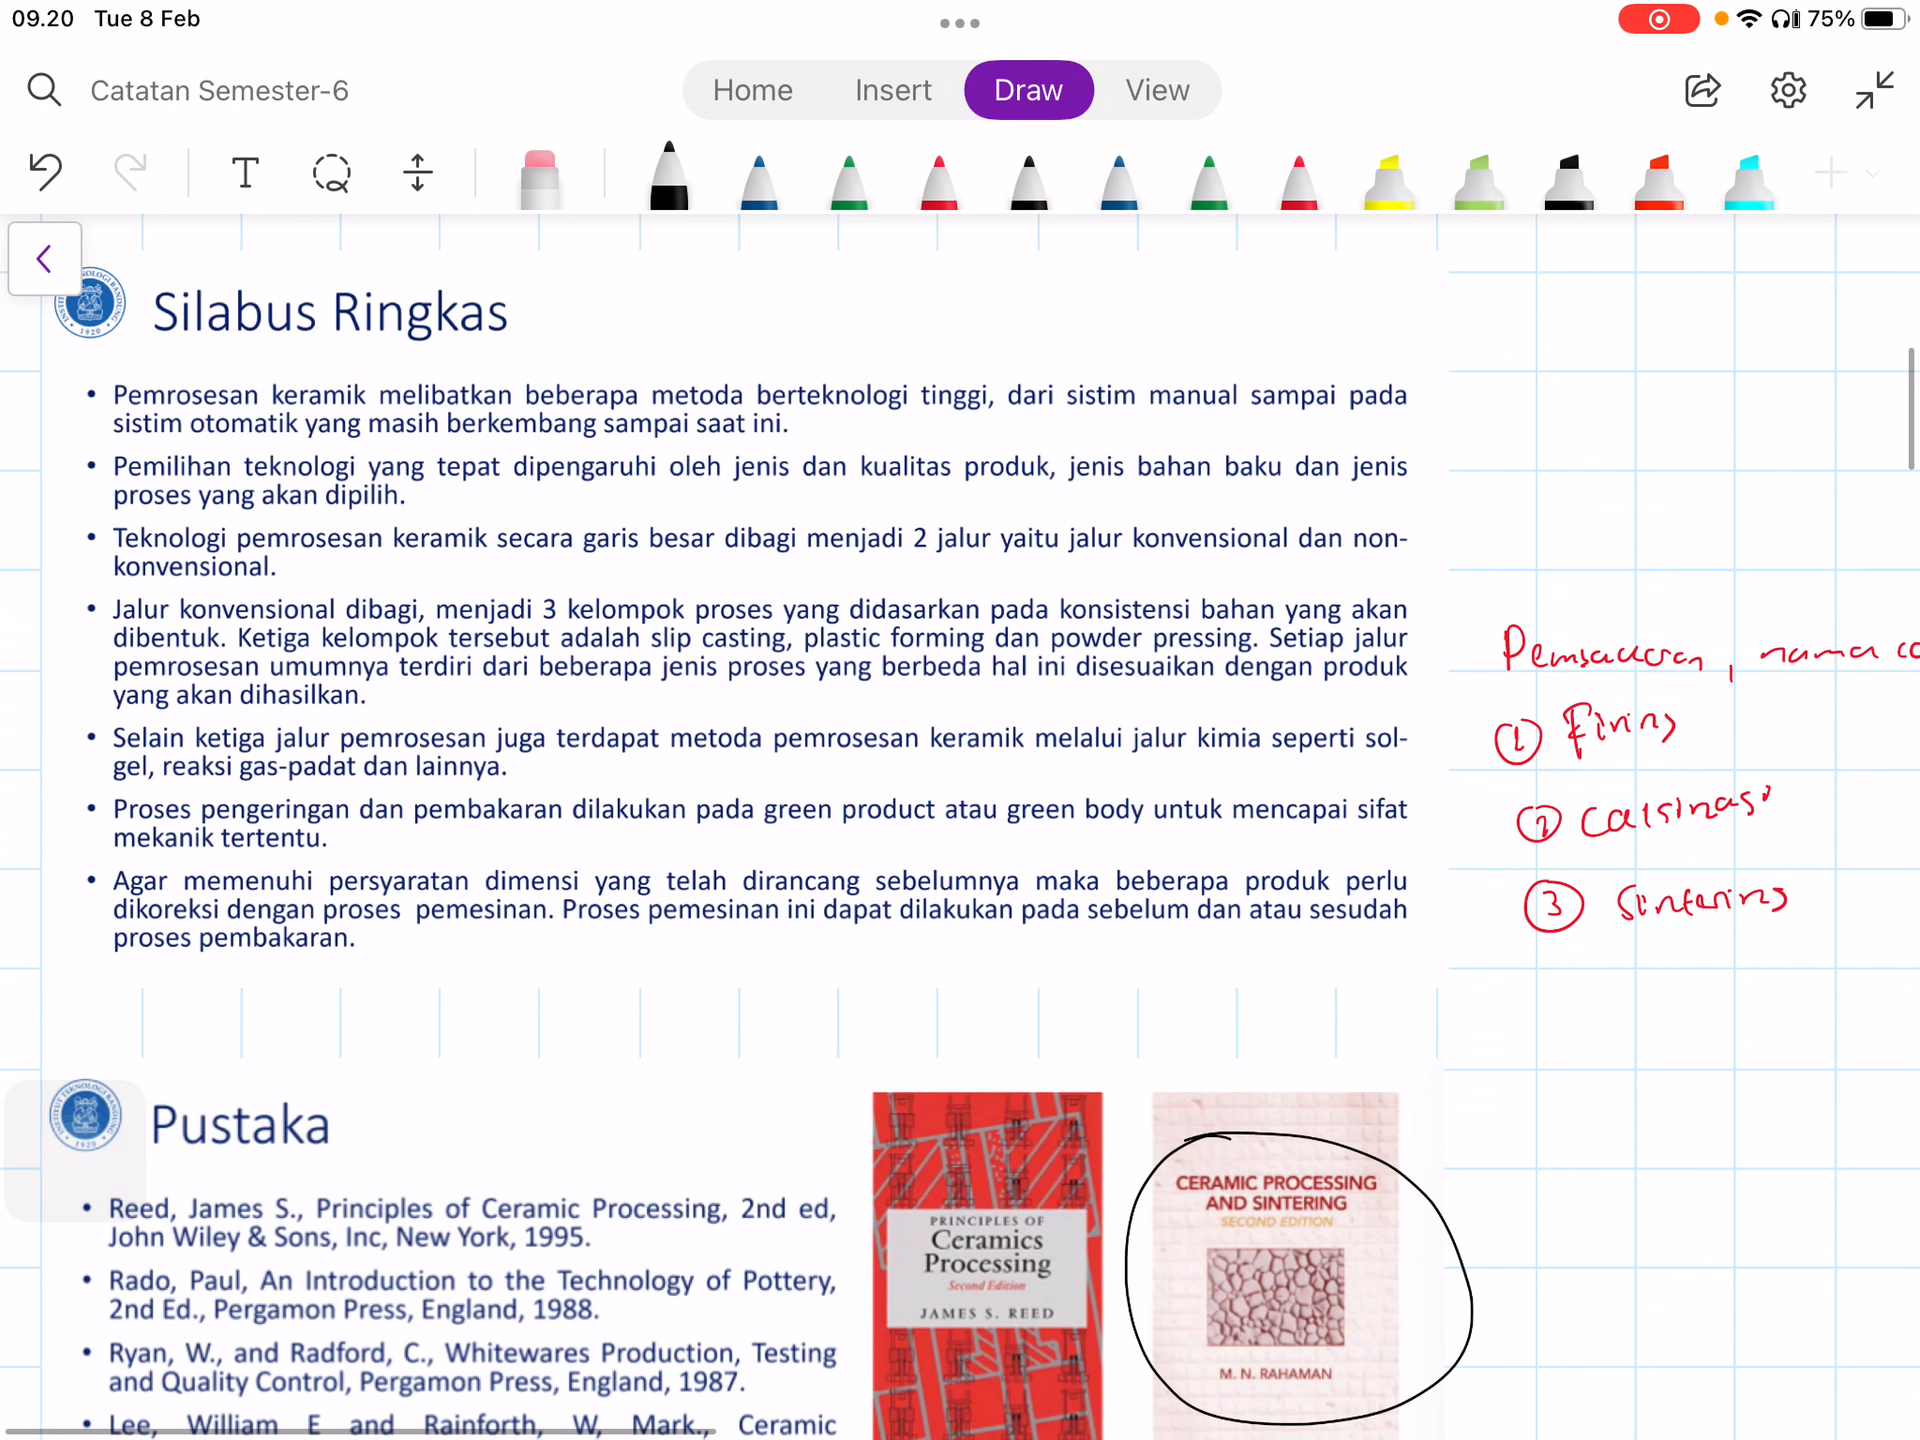 09.20 Tue 8 Feb
75%
Catatan Semester-6
Home Insert Draw View
T
Silabus Ringkas
• Pemrosesan keramik melibatkan beberapa metoda berteknologi tinggi, dari sistim manual sampai pada
sistim otomatik yang masih berkembang sampai saat ini.
• Pemilihan teknologi yang tepat dipengaruhi oleh jenis dan kualitas produk, jenis bahan baku dan jenis
proses yang akan dipilih.
• Teknologi pemrosesan keramik secara garis besar dibagi menjadi 2 jalur yaitu jalur konvensional dan non-
konvensional.
• Jalur konvensional dibagi, menjadi 3 kelompok proses yang didasarkan pada konsistensi bahan yang akan
dibentuk. Ketiga kelompok tersebut adalah slip casting, plastic forming dan powder pressing. Setiap jalur
pemrosesan umumnya terdiri dari beberapa jenis proses yang berbeda hal ini disesuaikan dengan produk
yang akan dihasilkan.
• Selain ketiga jalur pemrosesan juga terdapat metoda pemrosesan keramik melalui jalur kimia seperti sol-
gel, reaksi gas-padat dan lainnya.
• Proses pengeringan dan pembakaran dilakukan pada green product atau green body untuk mencapai sifat
mekanik tertentu.
• Agar memenuhi persyaratan dimensi yang telah dirancang sebelumnya maka beberapa produk perlu
dikoreksi dengan proses pemesinan. Proses pemesinan ini dapat dilakukan pada sebelum dan atau sesudah
proses pembakaran.
, nama
① Firing
② Calsinasi
③ Sintering
INSTITUT TEKNOLOGI BANDUNG
1920
Pustaka
• Reed, James S., Principles of Ceramic Processing, 2nd ed,
John Wiley & Sons, Inc, New York, 1995.
• Rado, Paul, An Introduction to the Technology of Pottery,
2nd Ed., Pergamon Press, England, 1988.
• Ryan, W., and Radford, C., Whitewares Production, Testing
and Quality Control, Pergamon Press, England, 1987.
• Lee, William E and Rainforth, W, Mark., Ceramic
PRINCIPLES OF
Ceramics
Processing
Second Edition
JAMES S. REED
CERAMIC PROCESSING
AND SINTERING
SECOND EDITION
M. N. RAHAMAN